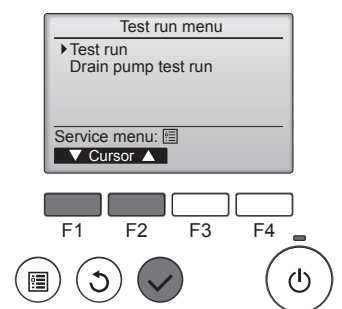 Test run menu
Test run
Drain pump test run
Service menu:
▼ Cursor ▲
F1 F2 F3 F4